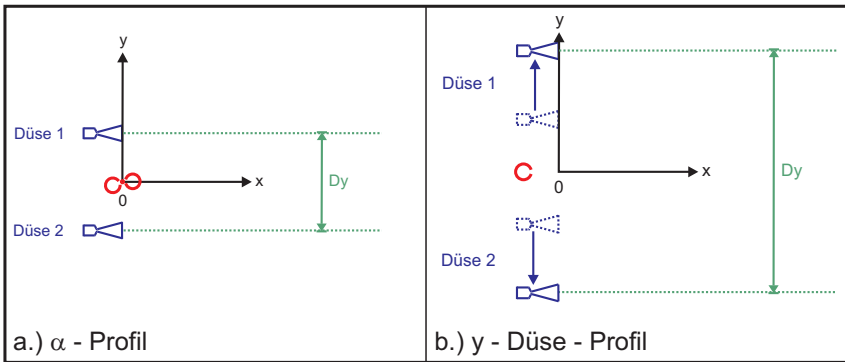 y
Düse 1
x
0
Dy
Düse 2
a.) α - Profil
y
Düse 1
x
0
Dy
Düse 2
b.) y - Düse - Profil